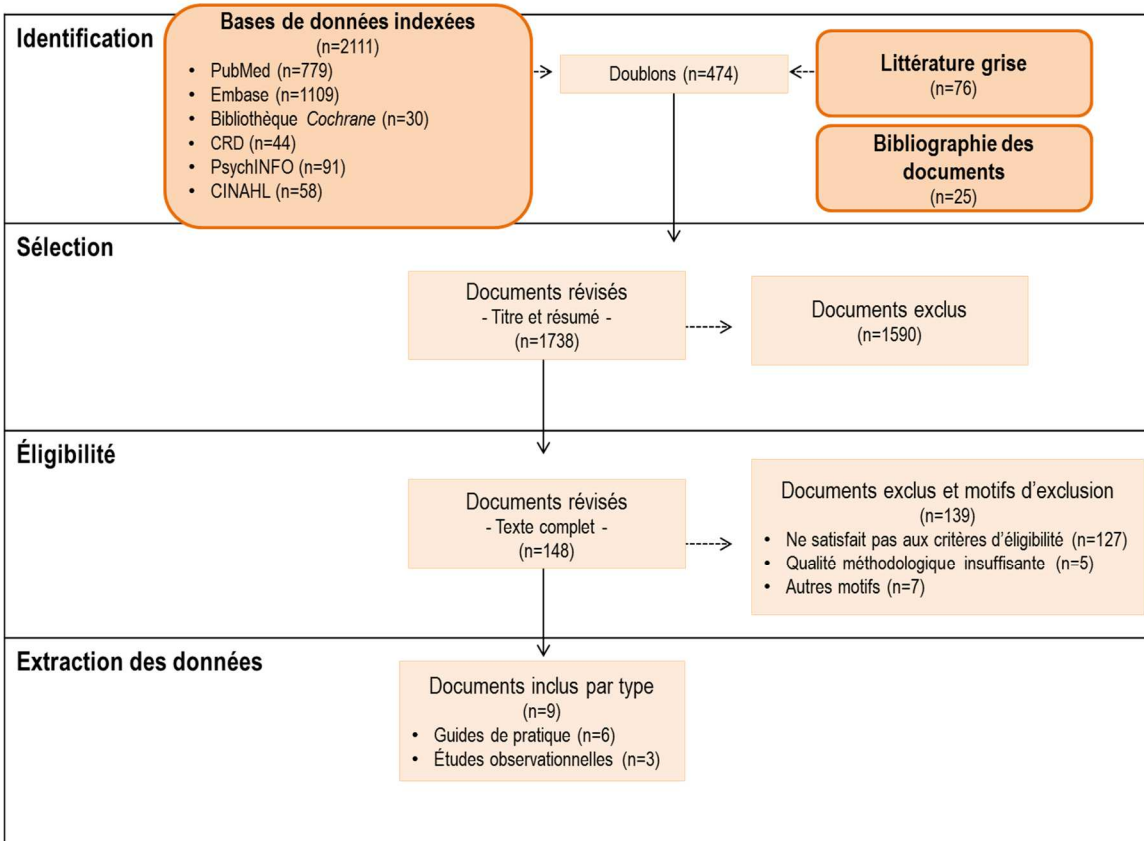 Identification
Bases de données indexées
(n=2111)
• PubMed (n=779)
• Embase (n=1109)
• Bibliothèque Cochrane (n=30)
• CRD (n=44)
• PsychINFO (n=91)
• CINAHL (n=58)
Doublons (n=474)
Littérature grise
(n=76)
Bibliographie des
documents
(n=25)
Sélection
Documents révisés
- Titre et résumé -
(n=1738)
Documents exclus
(n=1590)
Éligibilité
Documents révisés
- Texte complet -
(n=148)
Documents exclus et motifs d’exclusion
(n=139)
• Ne satisfait pas aux critères d’éligibilité (n=127)
• Qualité méthodologique insuffisante (n=5)
• Autres motifs (n=7)
Extraction des données
Documents inclus par type
(n=9)
• Guides de pratique (n=6)
• Études observationnelles (n=3)